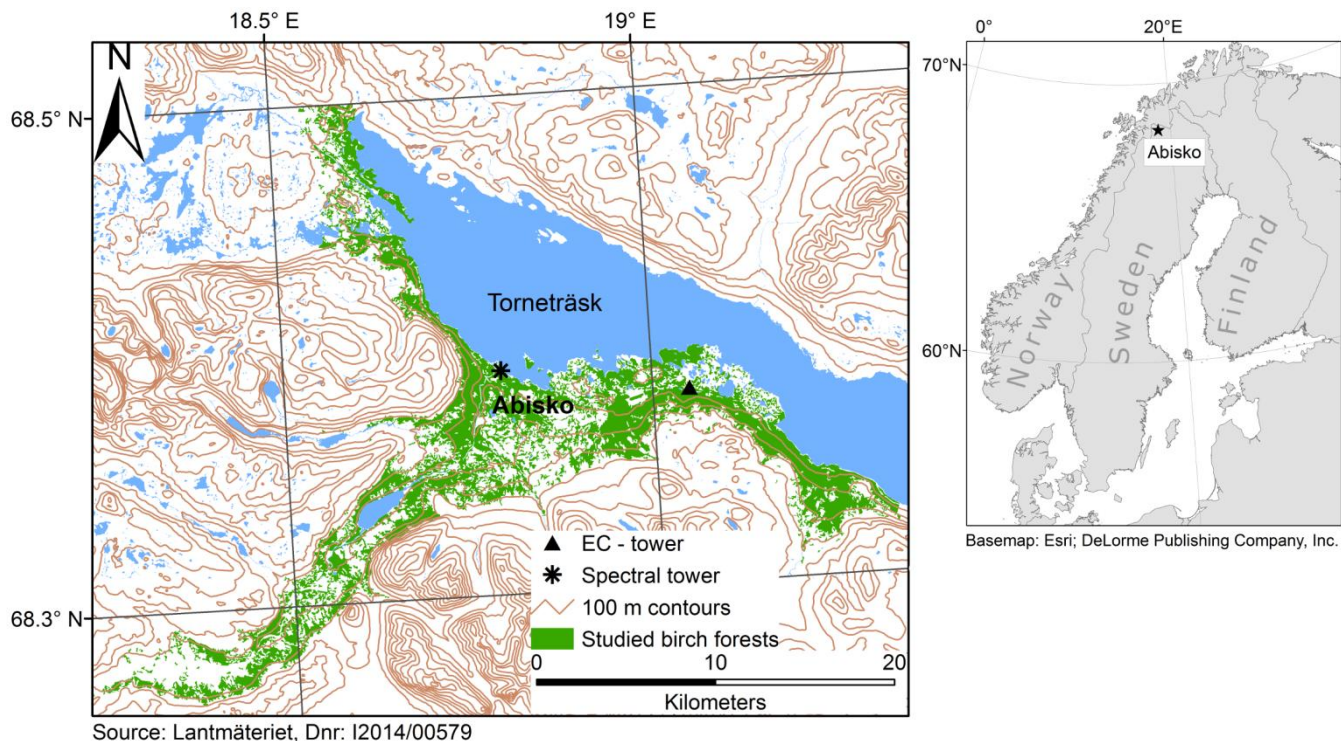 18.5° E
19° E
N
68.5° N
68.3° N
Torneträsk
Abisko
EC - tower
Spectral tower
100 m contours
Studied birch forests
0
10
20
Kilometers
Source: Lantmäteriet, Dnr: I2014/00579
0°
20°E
70°N
60°N
Abisko
Norway
Sweden
Finland
Basemap: Esri; DeLorme Publishing Company, Inc.